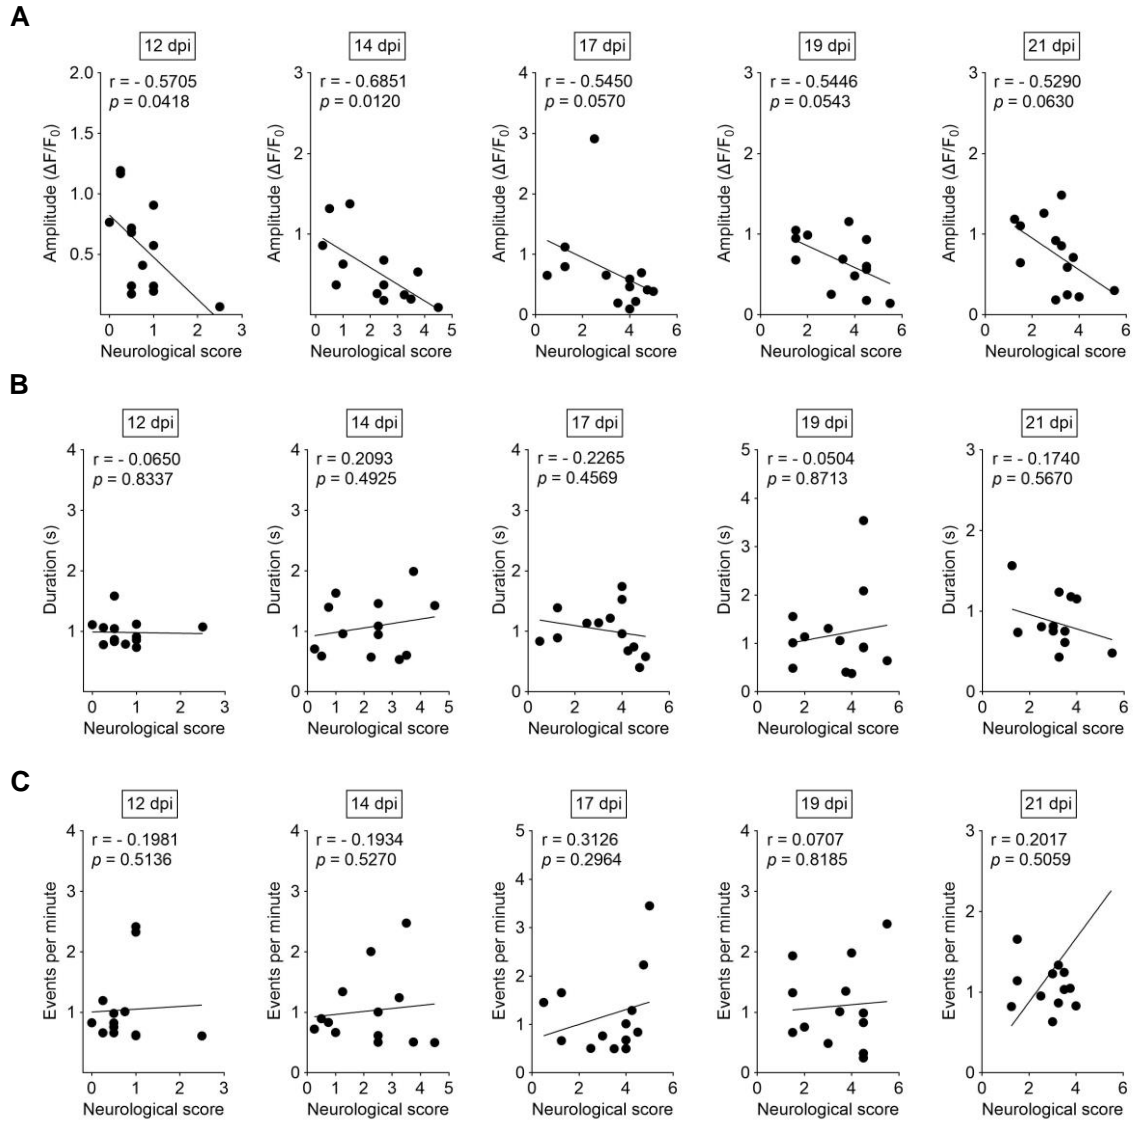 A
12 dpi
r = - 0.5705
p = 0.0418
2.0
1.5
1.0
0.5
Amplitude (ΔF/F0)
0 1 2 3
Neurological score
14 dpi
r = - 0.6851
p = 0.0120
3
2
1
Amplitude (ΔF/F0)
0 1 2 3 4 5
Neurological score
17 dpi
r = - 0.5450
p = 0.0570
4
3
2
1
0
Amplitude (ΔF/F0)
0 2 4 6
Neurological score
19 dpi
r = - 0.5446
p = 0.0543
3
2
1
0
Amplitude (ΔF/F0)
0 2 4 6
Neurological score
21 dpi
r = - 0.5290
p = 0.0630
3
2
1
0
Amplitude (ΔF/F0)
0 2 4 6
Neurological score
B
12 dpi
r = - 0.0650
p = 0.8337
4
3
2
1
Duration (s)
0 1 2 3
Neurological score
14 dpi
r = 0.2093
p = 0.4925
4
3
2
1
0
Duration (s)
0 1 2 3 4 5
Neurological score
17 dpi
r = - 0.2265
p = 0.4569
4
3
2
1
0
Duration (s)
0 2 4 6
Neurological score
19 dpi
r = - 0.0504
p = 0.8713
5
4
3
2
1
0
Duration (s)
0 2 4 6
Neurological score
21 dpi
r = - 0.1740
p = 0.5670
3
2
1
0
Duration (s)
0 2 4 6
Neurological score
C
12 dpi
r = - 0.1981
p = 0.5136
4
3
2
1
0
Events per minute
0 1 2 3
Neurological score
14 dpi
r = - 0.1934
p = 0.5270
4
3
2
1
0
Events per minute
0 1 2 3 4 5
Neurological score
17 dpi
r = 0.3126
p = 0.2964
5
4
3
2
1
0
Events per minute
0 2 4 6
Neurological score
19 dpi
r = 0.0707
p = 0.8185
4
3
2
1
0
Events per minute
0 2 4 6
Neurological score
21 dpi
r = 0.2017
p = 0.5059
3
2
1
0
Events per minute
0 2 4 6
Neurological score